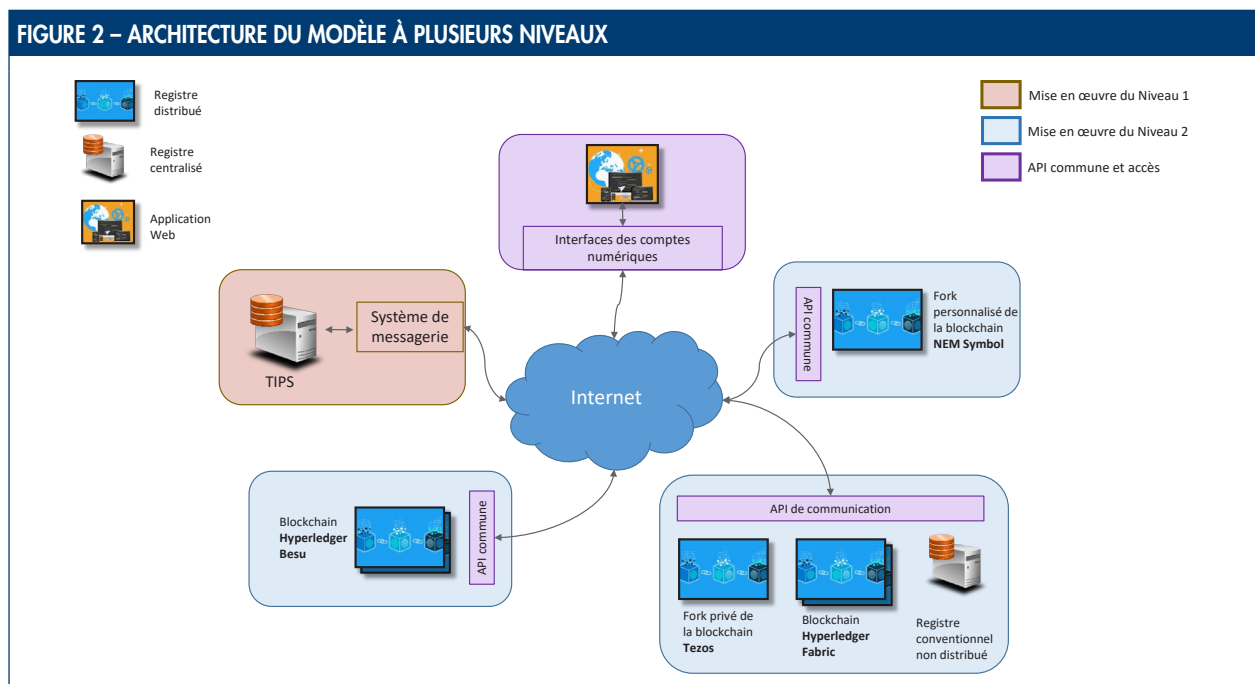 FIGURE 2 – ARCHITECTURE DU MODÈLE À PLUSIEURS NIVEAUX
Registre
distribué
Registre
centralisé
Application
Web
Mise en œuvre du Niveau 1
Mise en œuvre du Niveau 2
API commune et accès
Interfaces des comptes
numériques
Système de
messagerie
TIPS
Internet
API commune
Fork
personnalisé de
la blockchain
NEM Symbol
Blockchain
Hyperledger
Besu
API commune
API de communication
Fork privé de
la blockchain
Tezos
Blockchain
Hyperledger
Fabric
Registre
conventionnel
non distribué